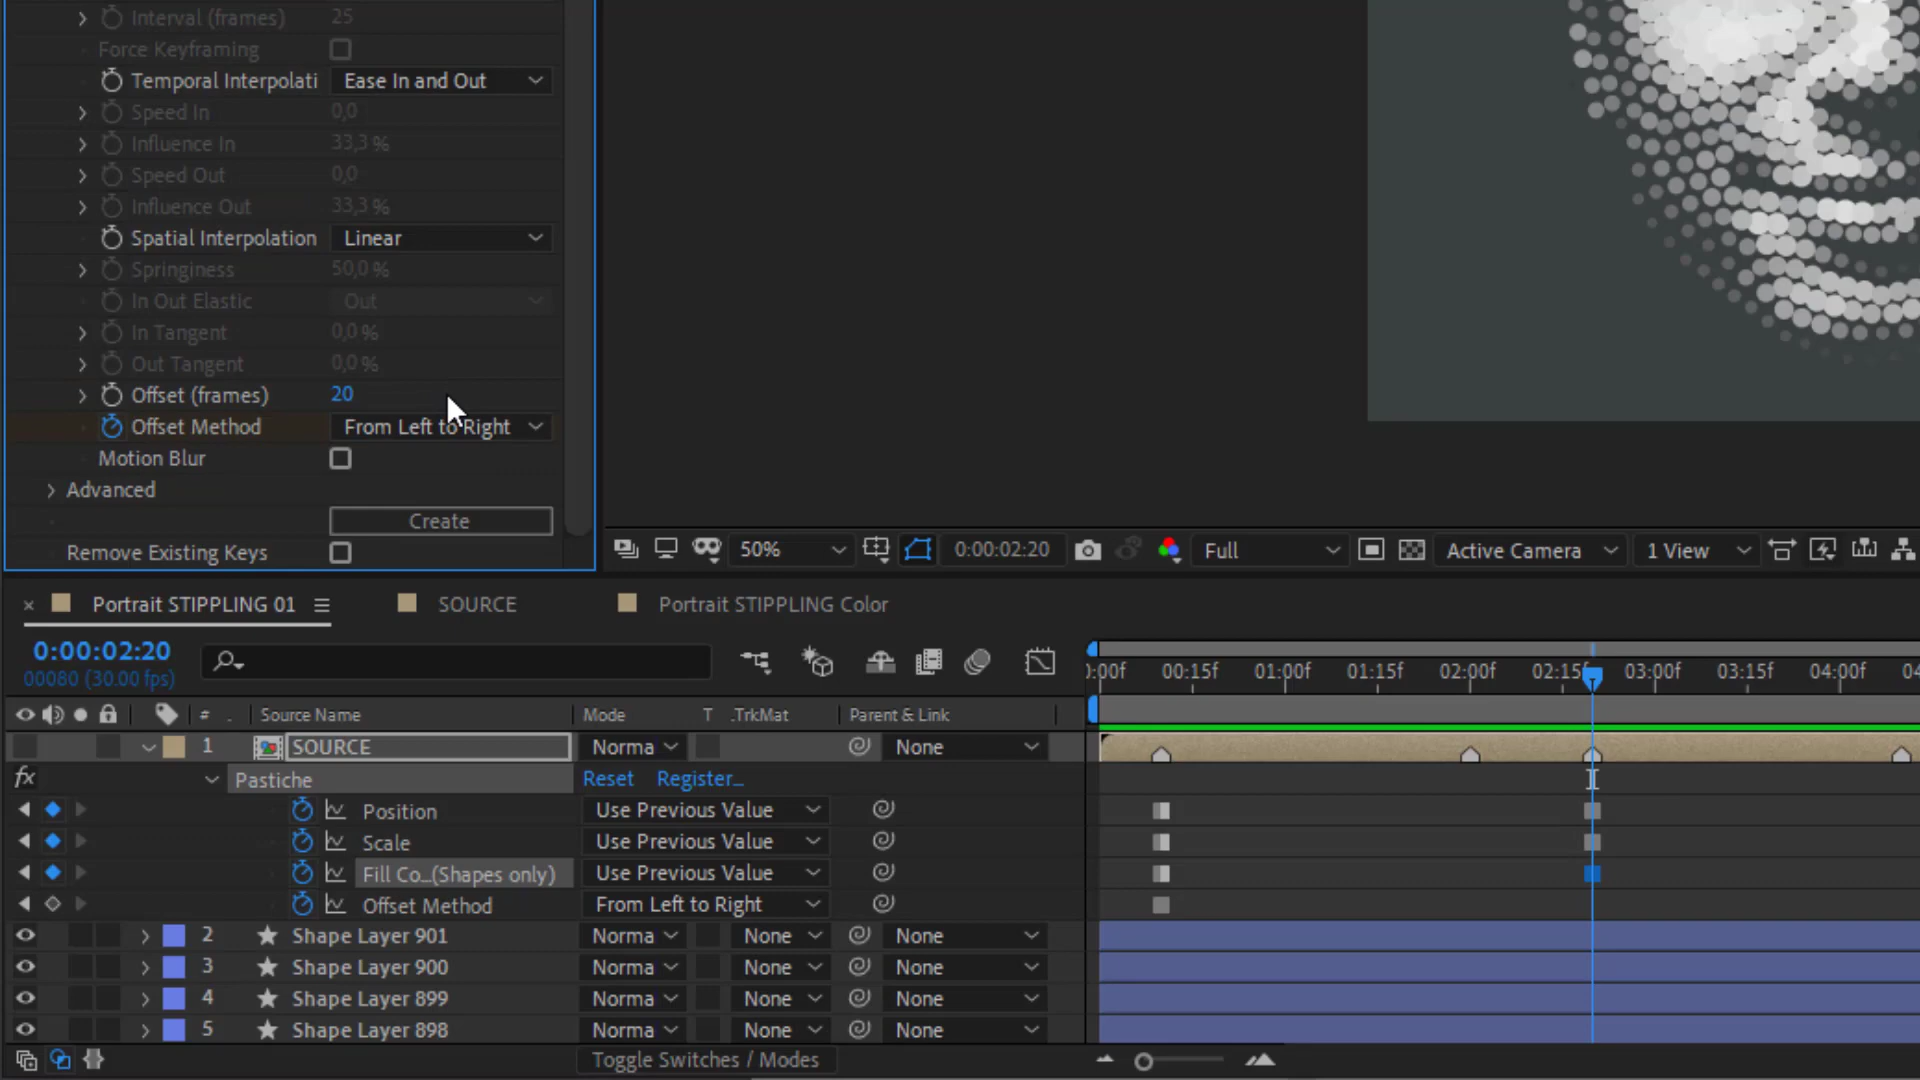 Interval (frames) 25
Force Keyframing
Temporal Interpolati Ease In and Out
Speed In 0,0
Influence In 33,3 %
Speed Out 0,0
Influence Out 33,3 %
Spatial Interpolation Linear
Springiness 50,0 %
In Out Elastic Out
In Tangent 0,0 %
Out Tangent 0,0 %
Offset (frames) 20
Offset Method From Left to Right
Motion Blur
Advanced
Create
Remove Existing Keys
50% 0:00:02:20 Full Active Camera 1 View
Portrait STIPPLING 01 SOURCE Portrait STIPPLING Color
0:00:02:20
00080 (30.00 fps)
:00f 00:15f 01:00f 01:15f 02:00f 02:15f 03:00f 03:15f 04:00f 04
# . Source Name Mode T .TrkMat Parent & Link
1 SOURCE Norma None
fx Pastiche Reset Register...
Position Use Previous Value
Scale Use Previous Value
Fill Co...(Shapes only) Use Previous Value
Offset Method From Left to Right
2 Shape Layer 901 Norma None None
3 Shape Layer 900 Norma None None
4 Shape Layer 899 Norma None None
5 Shape Layer 898 Norma None None
Toggle Switches / Modes